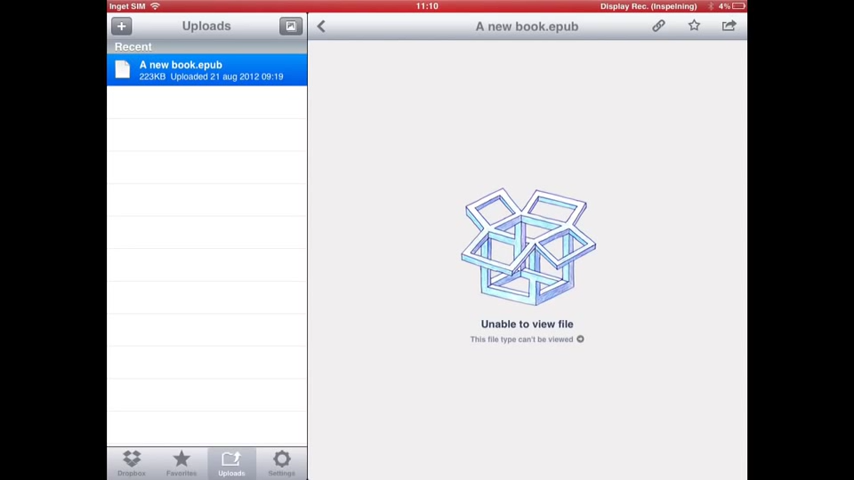 Inget SIM
11:10
Display Rec. (Inspelning)
4%
Uploads
A new book.epub
Recent
A new book.epub
223KB Uploaded 21 aug 2012 09:19
Unable to view file
This file type can't be viewed
Dropbox
Favorites
Uploads
Settings